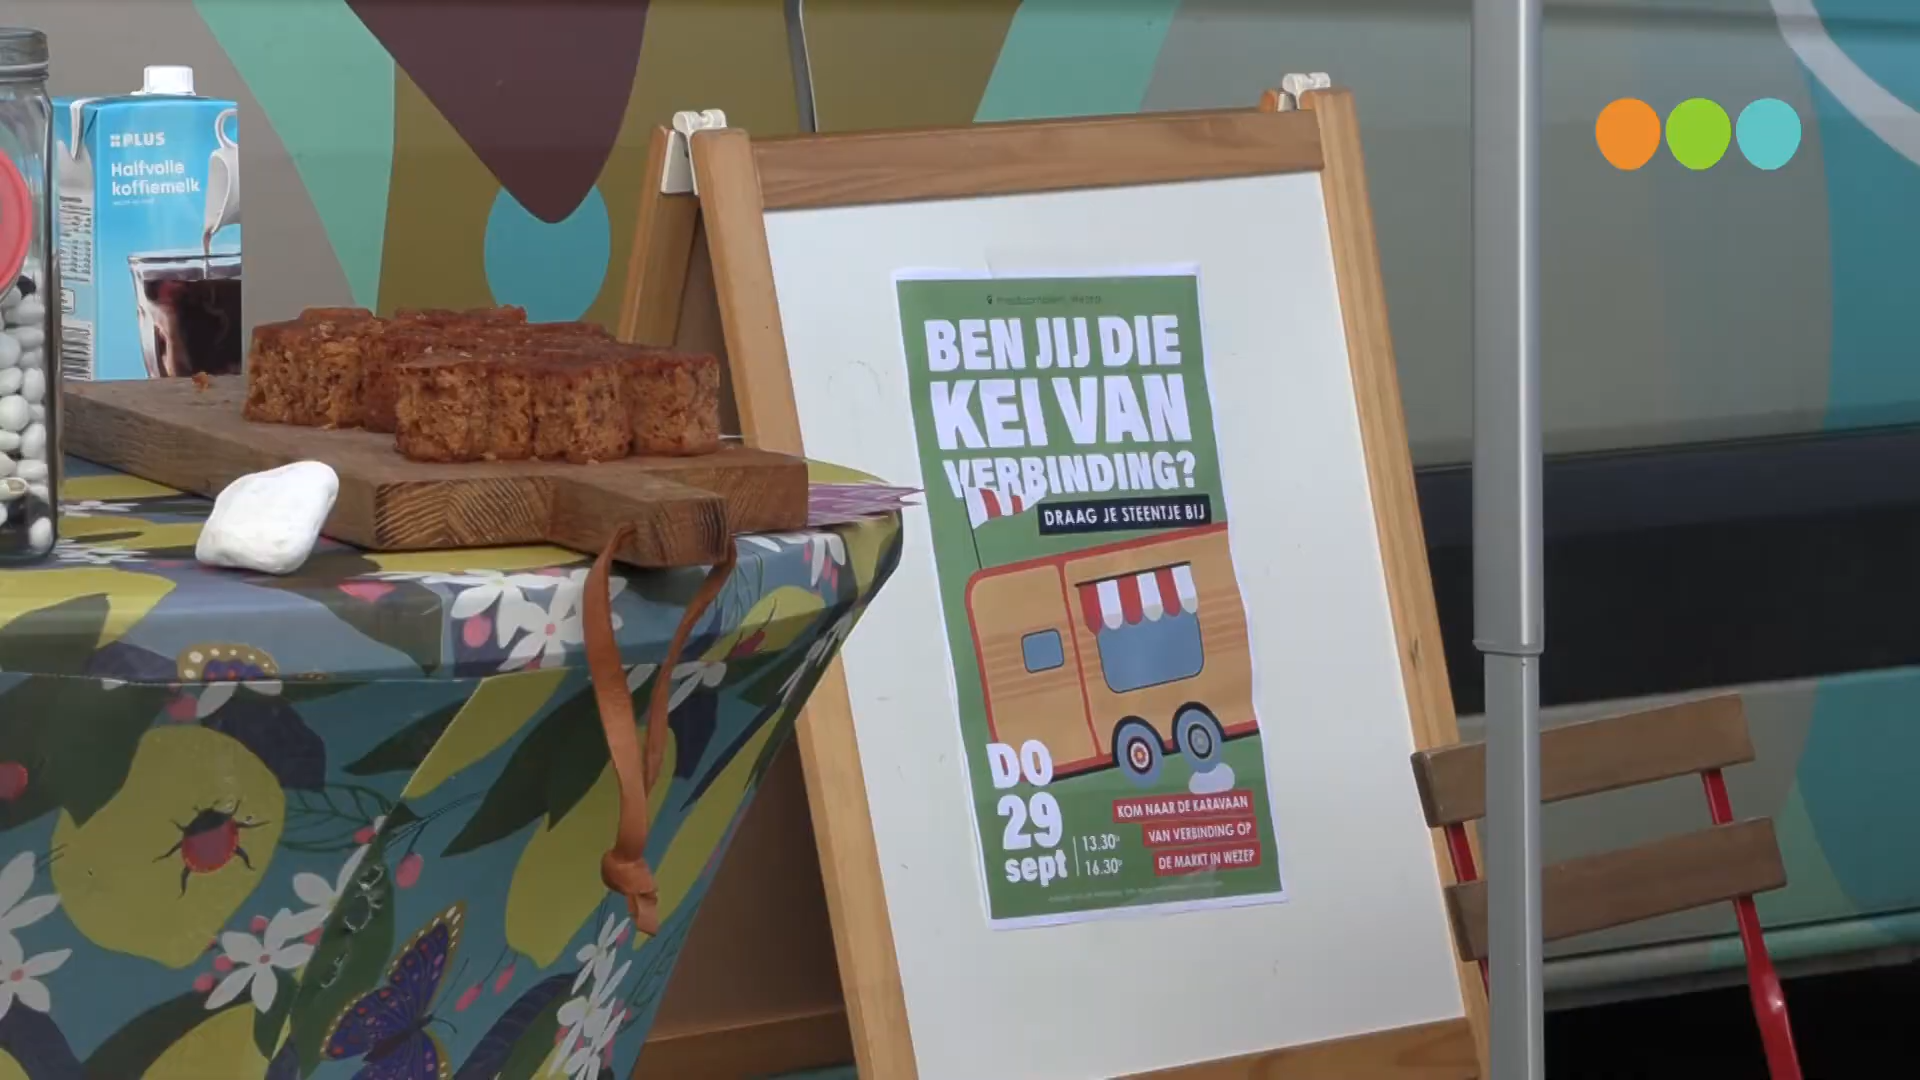 PLUS
Halfvolle
koffiemelk
BEN JIJ DIE
KEI VAN
VERBINDING?
DRAAG JE STEENTJE BIJ
DO
29
sept
13.30
16.30
KOM NAAR DE KARAVAAN
VAN VERBINDING OP
DE MARKT IN WEZEP